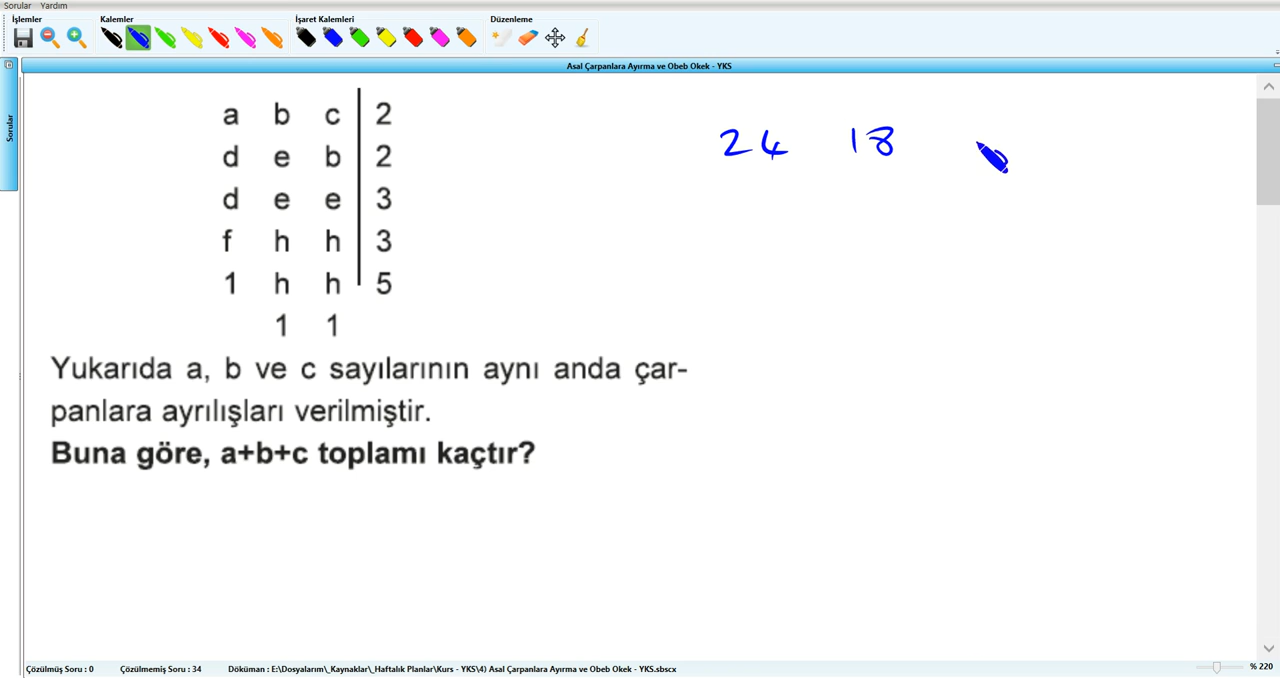 Sorular Yardım
İşlemler Kalemler İşaret Kalemleri Düzenleme
Asal Çarpanlara Ayırma ve Obeb Okek - YKS
Sorular
a b c 2
d e b 2
d e e 3
f h h 3
1 h h 5
1 1
24 18
Yukarıda a, b ve c sayılarının aynı anda çar-
panlara ayrılışları verilmiştir.
Buna göre, a+b+c toplamı kaçtır?
Çözülmüş Soru : 0 Çözülmemiş Soru : 34 Döküman : E:\Dosyalarım\_Kaynaklar\_Haftalık Planlar\Kurs - YKS\4) Asal Çarpanlara Ayırma ve Obeb Okek - YKS.sbscx % 220